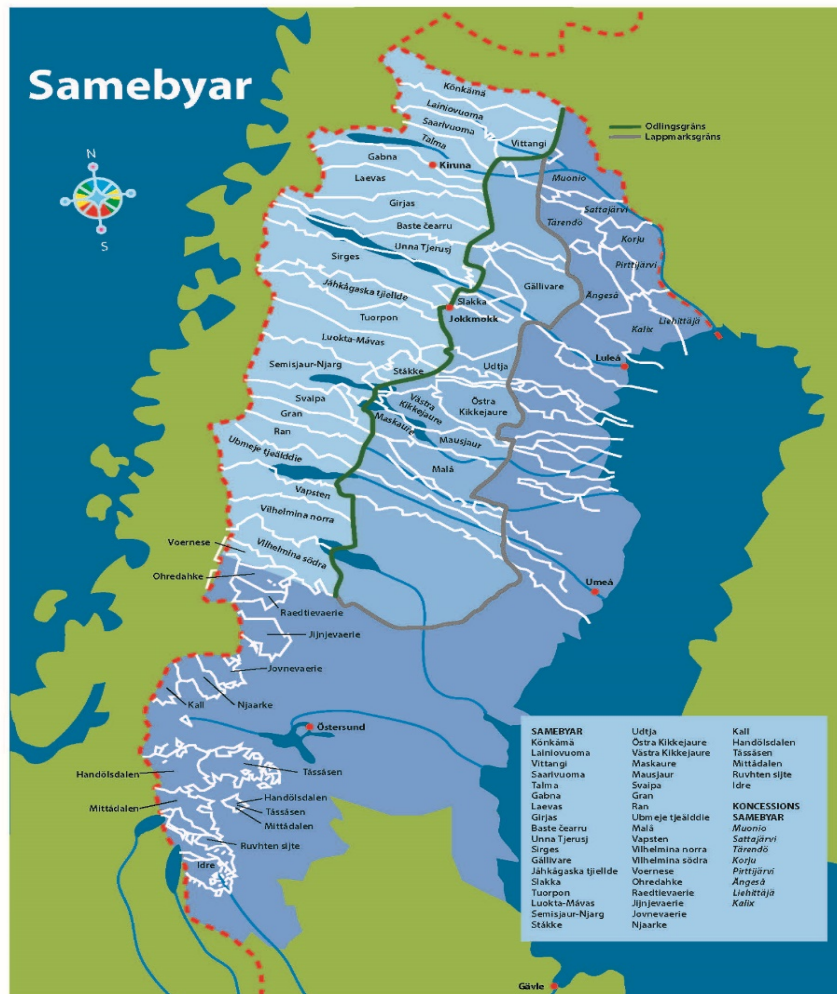 Samebyar
N
S
Odlingsgräns
Lappmarksgräns
Könkämä
Lainiovuoma
Saarivuoma
Talma
Vittangi
Gabna
Kiruna
Muonio
Laevas
Sattajärvi
Girjas
Tärendö
Baste čearru
Korju
Unna Tjerusj
Pirttijärvi
Sirges
Gällivare
Jåhkågaska tjiellde
Slakka
Ängeså
Jokkmokk
Tuorpon
Kalix
Liehittäjä
Luokta-Mávas
Semisjaur-Njarg
Ståkke
Udtja
Luleå
Svaipa
Västra
Kikkejaure
Östra
Kikkejaure
Gran
Maskaure
Ran
Mausjaur
Ubmeje tjeälddie
Malå
Vapsten
Vilhelmina norra
Voernese
Vilhelmina södra
Ohredahke
Umeå
Raedtievaerie
Jijnjevaerie
Jovnevaerie
Kall
Njaarke
Östersund
Handölsdalen
Tåssåsen
Mittådalen
Handölsdalen
Tåssåsen
Mittådalen
Ruvhten sijte
Idre
Gävle
SAMEBYAR
Könkämä
Lainiovuoma
Vittangi
Saarivuoma
Talma
Gabna
Laevas
Girjas
Baste čearru
Unna Tjerusj
Sirges
Gällivare
Jåhkågaska tjiellde
Slakka
Tuorpon
Luokta-Mávas
Semisjaur-Njarg
Ståkke
Udtja
Östra Kikkejaure
Västra Kikkejaure
Maskaure
Mausjaur
Svaipa
Gran
Ran
Ubmeje tjeälddie
Malå
Vapsten
Vilhelmina norra
Vilhelmina södra
Voernese
Ohredahke
Raedtievaerie
Jijnjevaerie
Jovnevaerie
Njaarke
Kall
Handölsdalen
Tåssåsen
Mittådalen
Ruvhten sijte
Idre
KONCESSIONS
SAMEBYAR
Muonio
Sattajärvi
Tärendö
Korju
Pirttijärvi
Ängeså
Liehittäjä
Kalix